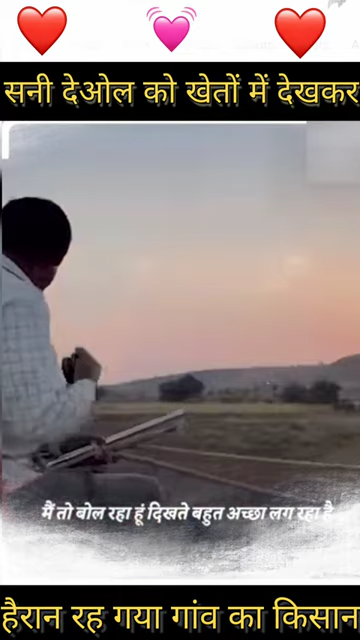 सनी देओल को खेतों में देखकर
मैं तो बोल रहा हूं दिखते बहुत अच्छा लग रहा है
हैरान रह गया गांव का किसान